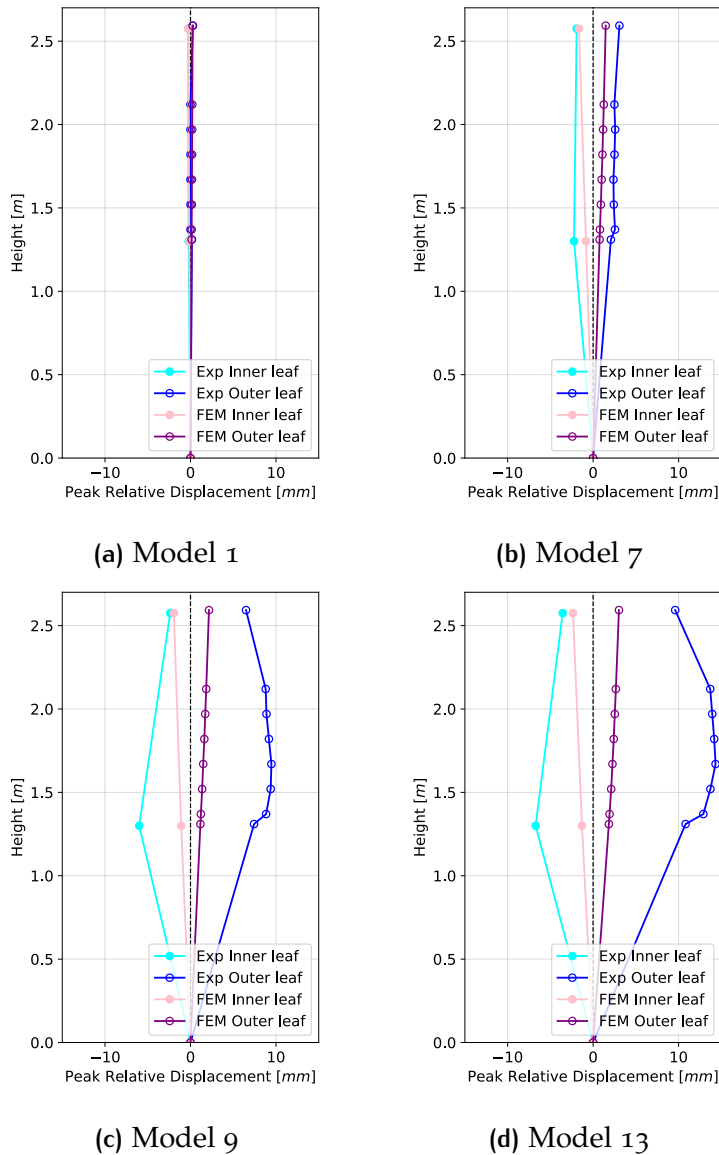 2.5
2.0
1.5
1.0
0.5
0.0
Height [m]
Exp Inner leaf
Exp Outer leaf
FEM Inner leaf
FEM Outer leaf
−10 0 10
Peak Relative Displacement [mm]
(a) Model 1
2.5
2.0
1.5
1.0
0.5
0.0
Height [m]
Exp Inner leaf
Exp Outer leaf
FEM Inner leaf
FEM Outer leaf
−10 0 10
Peak Relative Displacement [mm]
(b) Model 7
2.5
2.0
1.5
1.0
0.5
0.0
Height [m]
Exp Inner leaf
Exp Outer leaf
FEM Inner leaf
FEM Outer leaf
−10 0 10
Peak Relative Displacement [mm]
(c) Model 9
2.5
2.0
1.5
1.0
0.5
0.0
Height [m]
Exp Inner leaf
Exp Outer leaf
FEM Inner leaf
FEM Outer leaf
−10 0 10
Peak Relative Displacement [mm]
(d) Model 13